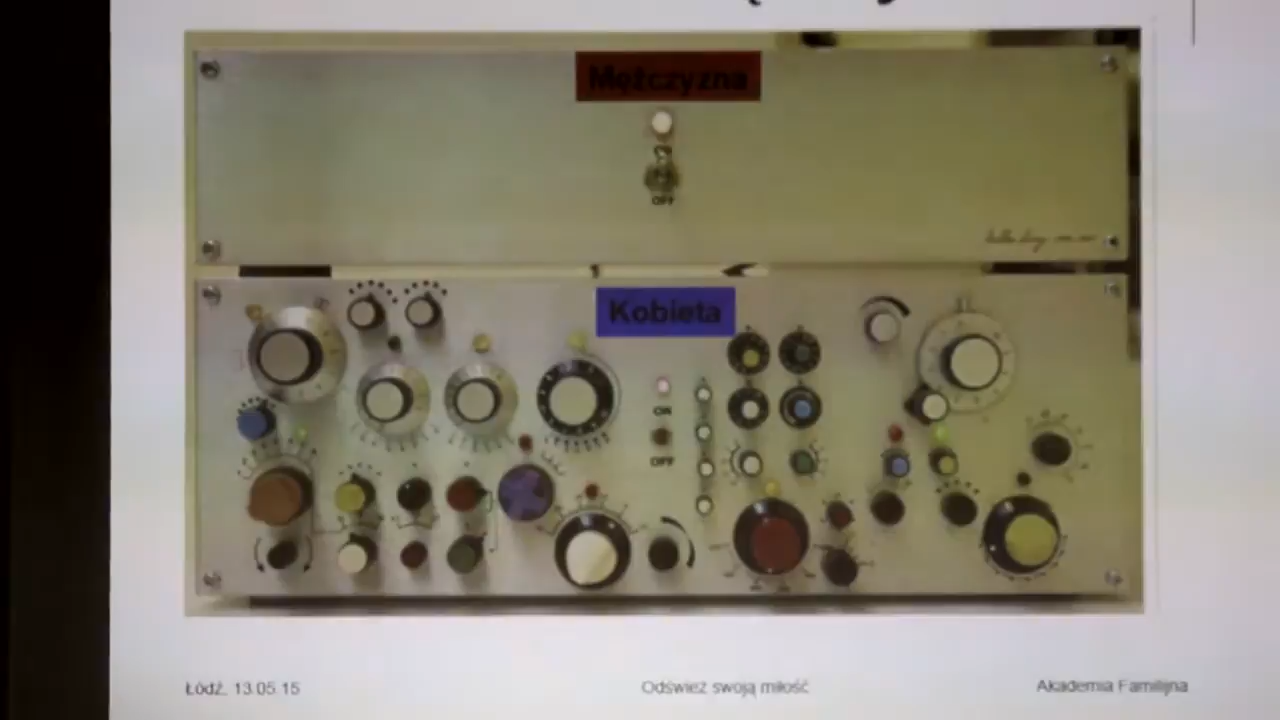 Mężczyzna
ON
OFF
Kobieta
ON
OFF
Łódź, 13.05.15
Odśwież swoją miłość
Akademia Familijna